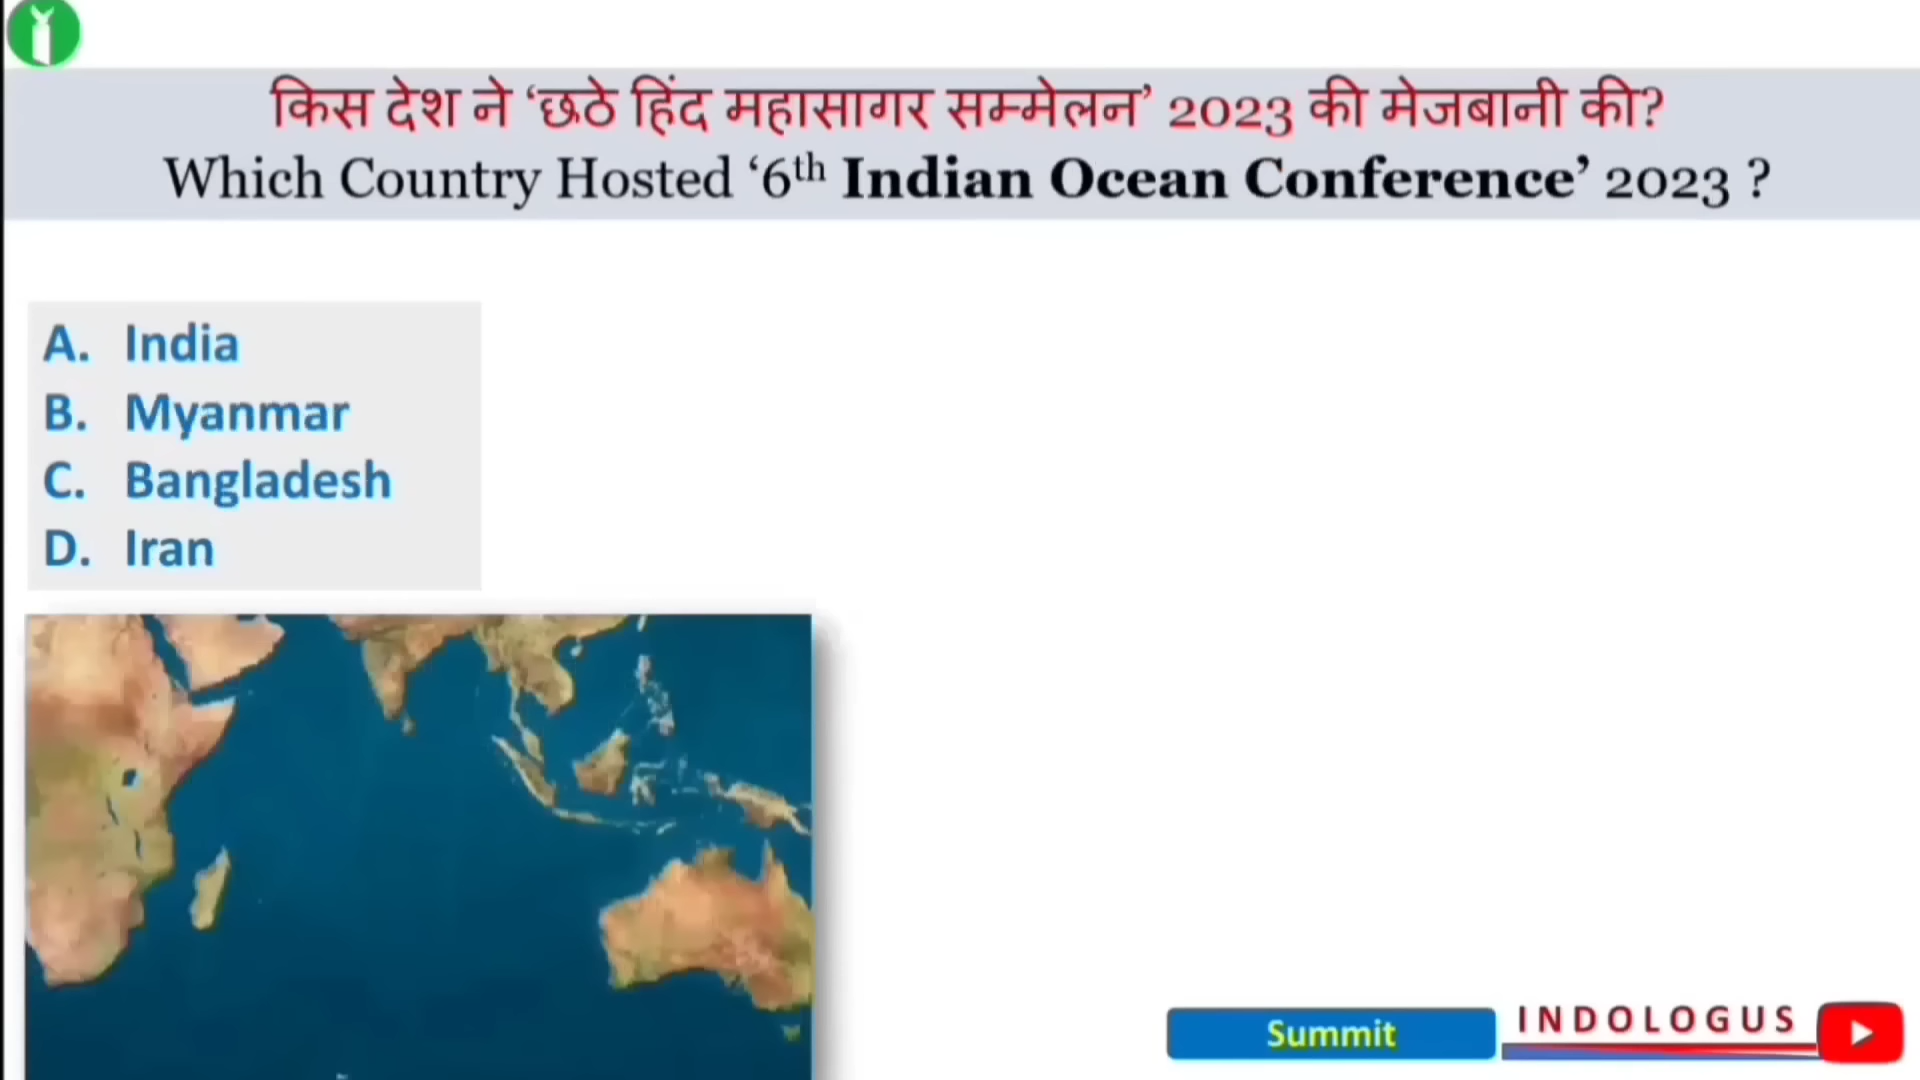 किस देश ने ‘छठे हिंद महासागर सम्मेलन’ 2023 की मेजबानी की?
Which Country Hosted ‘6th Indian Ocean Conference’ 2023 ?
A. India
B. Myanmar
C. Bangladesh
D. Iran
Summit
INDOLOGUS